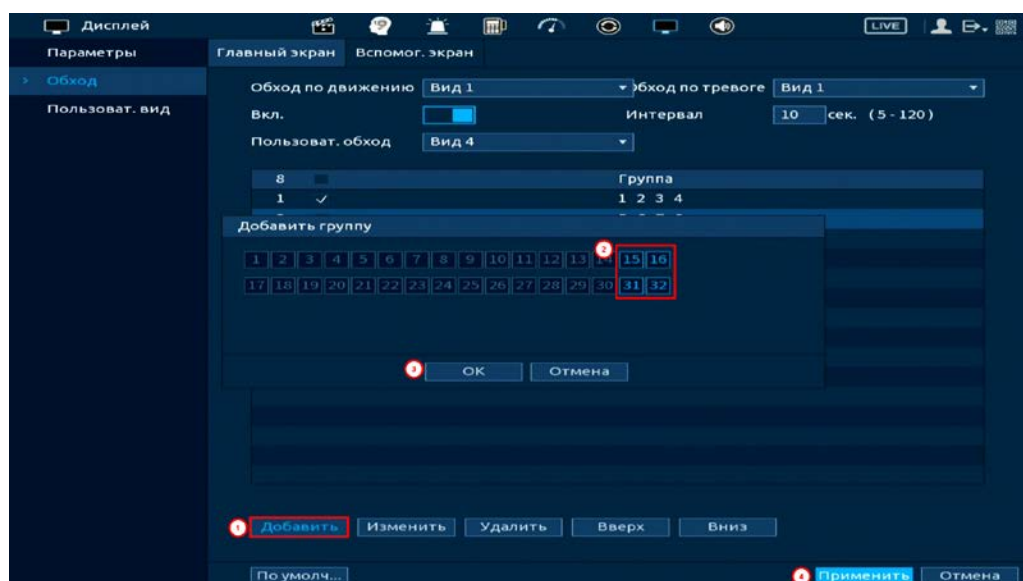 Дисплей LIVE
Параметры Главный экран Вспомог. экран
Обход
Обход по движению Вид 1 Обход по тревоге Вид 1
Пользоват. вид
Вкл. Интервал 10 сек. (5-120)
Пользоват. обход Вид 4
8 Группа
1 1 2 3 4
Добавить группу
1 2 3 4 5 6 7 8 9 10 11 12 13 2 15 16
17 18 19 20 21 22 23 24 25 26 27 28 29 30 31 32
3 OK Отмена
1 Добавить Изменить Удалить Вверх Вниз
По умолч... 4 Применить Отмена